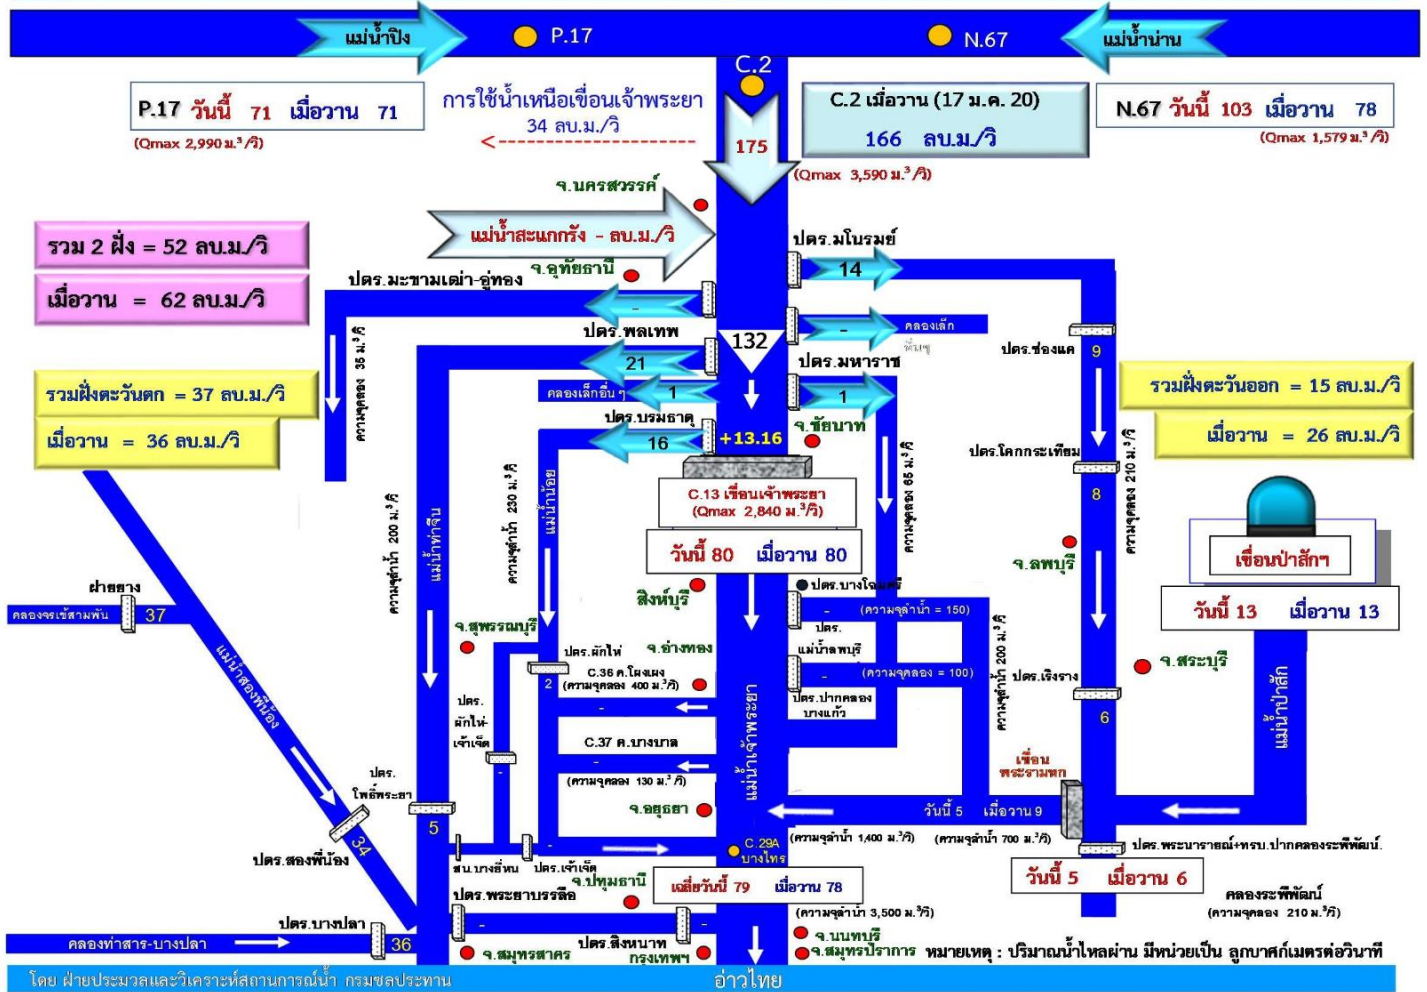 แม่น้ำปิง
P.17
N.67
แม่น้ำน่าน
C.2
P.17 วันนี้ 71 เมื่อวาน 71
(Qmax 2,990 ม.³/วิ)
การใช้น้ำเหนือเขื่อนเจ้าพระยา
34 ลบ.ม./วิ
175
C.2 เมื่อวาน (17 ม.ค. 20)
166 ลบ.ม./วิ
(Qmax 3,590 ม.³/วิ)
N.67 วันนี้ 103 เมื่อวาน 78
(Qmax 1,579 ม.³/วิ)
จ.นครสวรรค์
แม่น้ำสะแกกรัง - ลบ.ม./วิ
รวม 2 ฝั่ง = 52 ลบ.ม./วิ
เมื่อวาน = 62 ลบ.ม./วิ
จ.อุทัยธานี
ปตร.มโนรมย์
14
ปตร.มะขามเฒ่า-อู่ทอง
-
-
คลองเล็ก
ปตร.พลเทพ
132
21
ปตร.มหาราช
ปตร.ช่องแค
9
ความจุคลอง 35 ม.³/วิ
คลองเล็กอื่น ๆ
1
1
รวมฝั่งตะวันตก = 37 ลบ.ม./วิ
เมื่อวาน = 36 ลบ.ม./วิ
รวมฝั่งตะวันออก = 15 ลบ.ม./วิ
เมื่อวาน = 26 ลบ.ม./วิ
ปตร.บรมธาตุ
16
+13.16
จ.ชัยนาท
ปตร.โคกกระเทียม
8
ความจุคลอง 210 ม.³/วิ
ความจุคลอง 65 ม.³/วิ
C.13 เขื่อนเจ้าพระยา
(Qmax 2,840 ม.³/วิ)
วันนี้ 80 เมื่อวาน 80
ความจุลำน้ำ 200 ม.³/วิ
แม่น้ำท่าจีน
ความจุลำน้ำ 230 ม.³/วิ
แม่น้ำน้อย
จ.ลพบุรี
เขื่อนป่าสักฯ
วันนี้ 13 เมื่อวาน 13
ฝายยาง
คลองจรเข้สามพัน
37
สิงห์บุรี
ปตร.บางโฉมศรี
-
(ความจุลำน้ำ = 150)
จ.สุพรรณบุรี
จ.อ่างทอง
ปตร.
แม่น้ำลพบุรี
-
(ความจุคลอง = 100)
ปตร.ปากคลอง
บางแก้ว
ความจุลำน้ำ 200 ม.³/วิ
ปตร.ผักไห่
2
C.36 ค.โผงเผง
(ความจุคลอง 400 ม.³/วิ)
-
จ.สระบุรี
ปตร.เริงราง
6
แม่น้ำสองพี่น้อง
ปตร.
ผักไห่-
เจ้าเจ็ด
-
C.37 ค.บางบาล
-
(ความจุคลอง 130 ม.³/วิ)
แม่น้ำเจ้าพระยา
แม่น้ำป่าสัก
เขื่อน
พระรามหก
ปตร.
โพธิ์พระยา
5
34
ปตร.สองพี่น้อง
จ.อยุธยา
วันนี้ 5 เมื่อวาน 9
(ความจุลำน้ำ 1,400 ม.³/วิ)
(ความจุลำน้ำ 700 ม.³/วิ)
C.29A
บางไทร
ปตร.พระนารายณ์+ทรบ.ปากคลองระพีพัฒน์.
สน.บางยี่หน
ปตร.เจ้าเจ็ด
จ.ปทุมธานี
เฉลี่ยวันนี้ 79 เมื่อวาน 78
วันนี้ 5 เมื่อวาน 6
คลองระพีพัฒน์
(ความจุคลอง 210 ม.³/วิ)
ปตร.พระยาบรรลือ
-
-
(ความจุลำน้ำ 3,500 ม.³/วิ)
ปตร.บางปลา
คลองท่าสาร-บางปลา
36
จ.สมุทรสาคร
ปตร.สิงหนาท
กรุงเทพฯ
จ.นนทบุรี
จ.สมุทรปราการ
หมายเหตุ : ปริมาณน้ำไหลผ่าน มีหน่วยเป็น ลูกบาศก์เมตรต่อวินาที
โดย ฝ่ายประมวลและวิเคราะห์สถานการณ์น้ำ กรมชลประทาน
อ่าวไทย